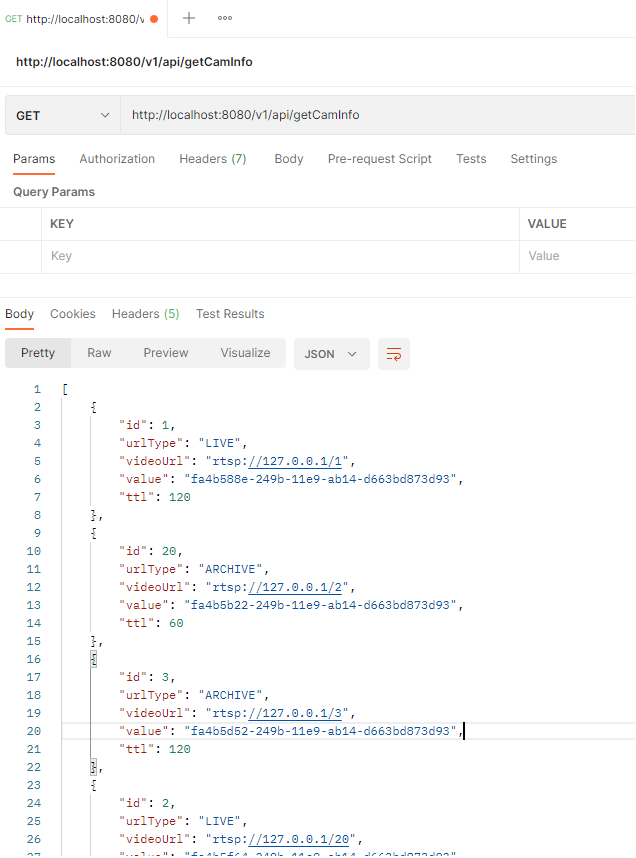 GET http://localhost:8080/v
http://localhost:8080/v1/api/getCamInfo
GET http://localhost:8080/v1/api/getCamInfo
Params Authorization Headers (7) Body Pre-request Script Tests Settings
Query Params
KEY VALUE
Key Value
Body Cookies Headers (5) Test Results
Pretty Raw Preview Visualize JSON
1 [
2 {
3 "id": 1,
4 "urlType": "LIVE",
5 "videoUrl": "rtsp://127.0.0.1/1",
6 "value": "fa4b588e-249b-11e9-ab14-d663bd873d93",
7 "ttl": 120
8 },
9 {
10 "id": 20,
11 "urlType": "ARCHIVE",
12 "videoUrl": "rtsp://127.0.0.1/2",
13 "value": "fa4b5b22-249b-11e9-ab14-d663bd873d93",
14 "ttl": 60
15 },
16 {
17 "id": 3,
18 "urlType": "ARCHIVE",
19 "videoUrl": "rtsp://127.0.0.1/3",
20 "value": "fa4b5d52-249b-11e9-ab14-d663bd873d93",
21 "ttl": 120
22 },
23 {
24 "id": 2,
25 "urlType": "LIVE",
26 "videoUrl": "rtsp://127.0.0.1/20",
27 "value": "fa4b5f64-249b-11e9-ab14-d663bd873d93",